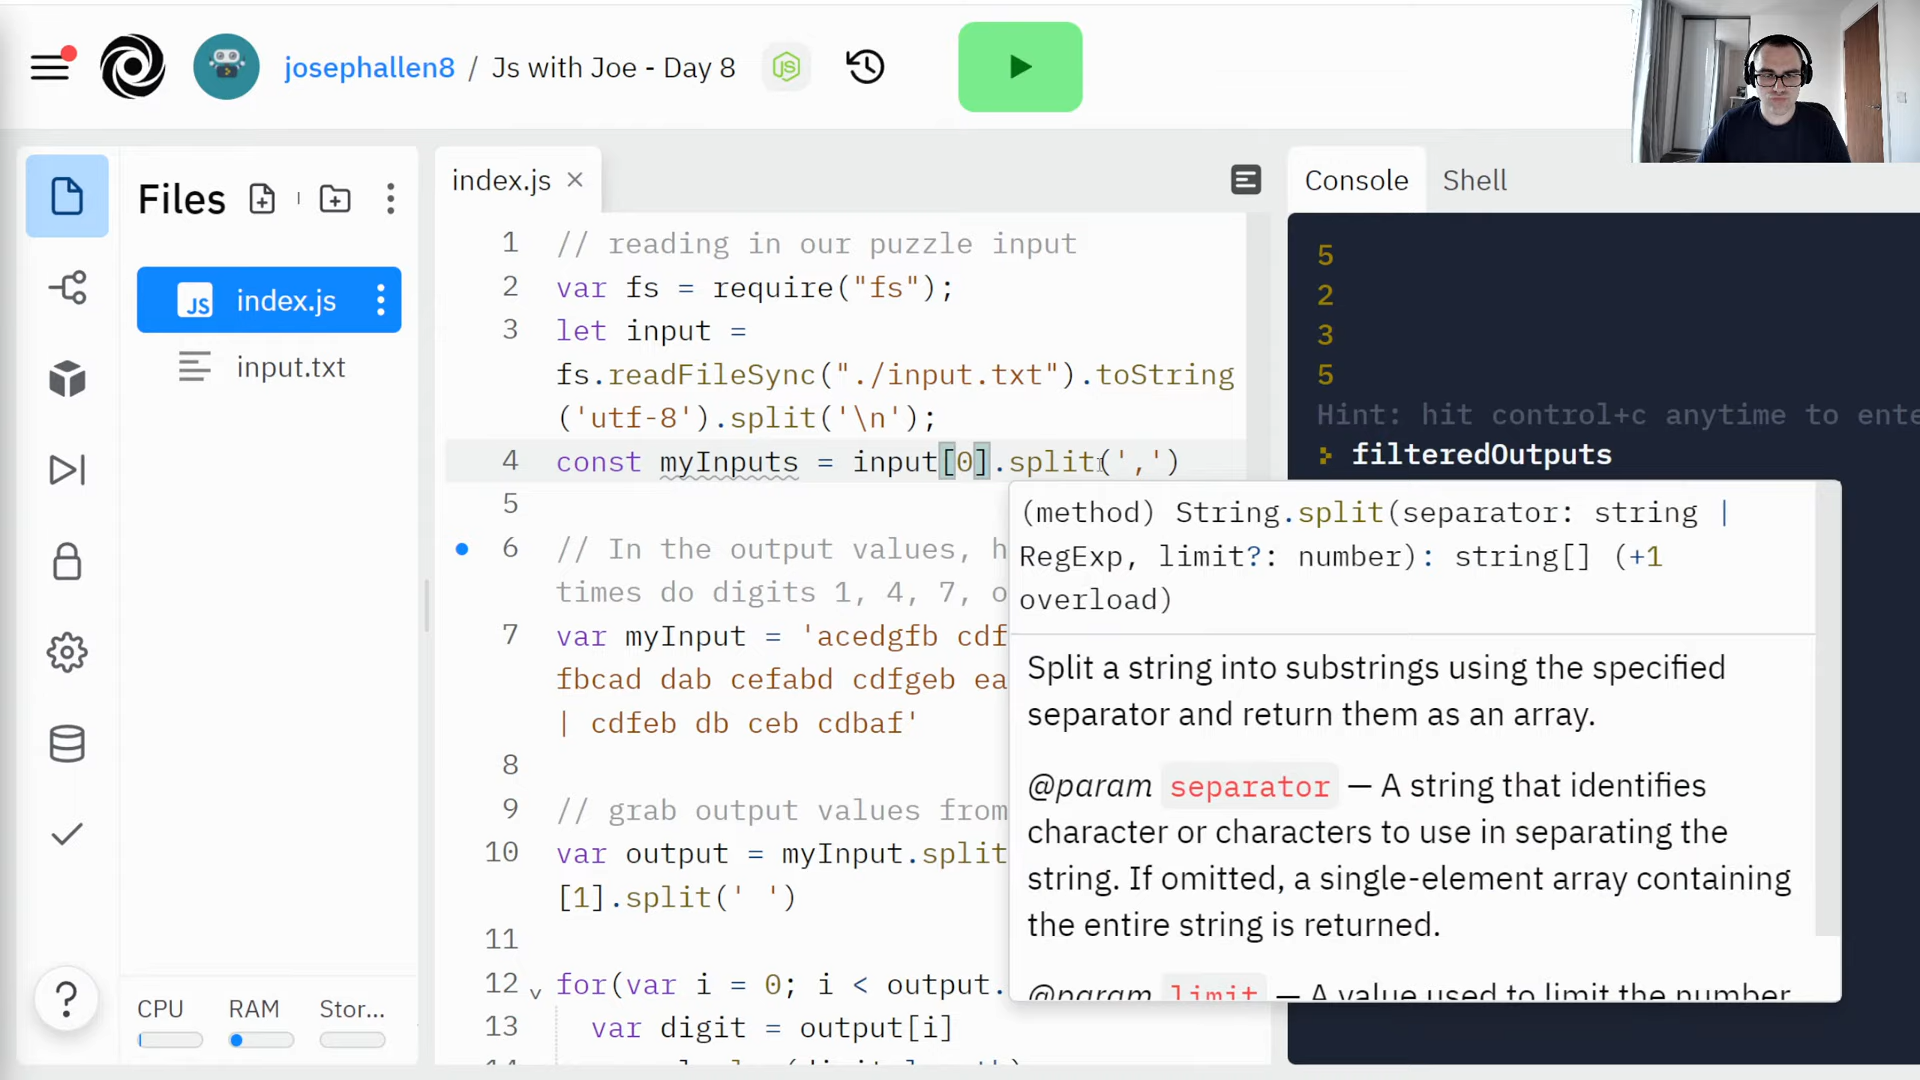 josephallen8 / Js with Joe - Day 8
Files
index.js
input.txt
CPU RAM Stor...
index.js
1 // reading in our puzzle input
2 var fs = require("fs");
3 let input =
fs.readFileSync("./input.txt").toString
('utf-8').split('\n');
4 const myInputs = input[0].split(',')
5
6 // In the output values, h
times do digits 1, 4, 7, o
7 var myInput = 'acedgfb cdf
fbcad dab cefabd cdfgeb ea
| cdfeb db ceb cdbaf'
8
9 // grab output values from
10 var output = myInput.split
[1].split(' ')
11
12 for(var i = 0; i < output.
13 var digit = output[i]
(method) String.split(separator: string |
RegExp, limit?: number): string[] (+1
overload)
Split a string into substrings using the specified
separator and return them as an array.
@param separator — A string that identifies
character or characters to use in separating the
string. If omitted, a single-element array containing
the entire string is returned.
@param limit — A value used to limit the number
Console Shell
5
2
3
5
Hint: hit control+c anytime to ente
filteredOutputs